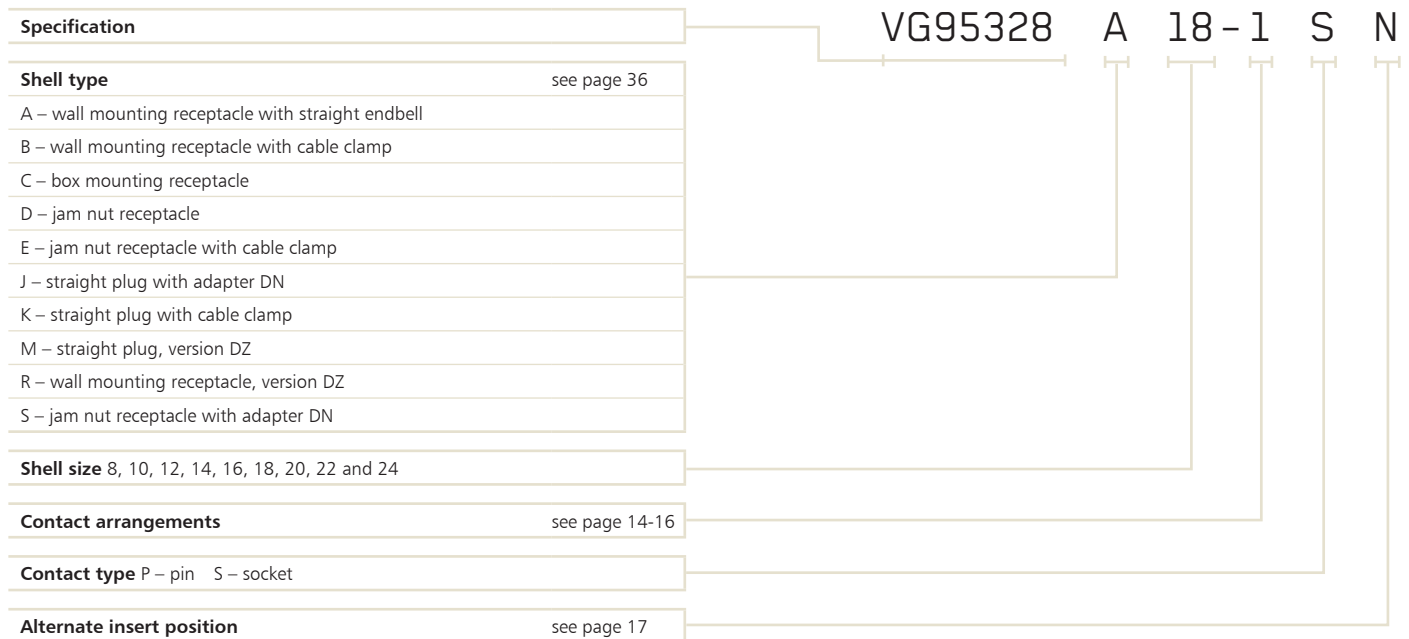 Specification
VG95328 A 18-1 S N
Shell type see page 36
A – wall mounting receptacle with straight endbell
B – wall mounting receptacle with cable clamp
C – box mounting receptacle
D – jam nut receptacle
E – jam nut receptacle with cable clamp
J – straight plug with adapter DN
K – straight plug with cable clamp
M – straight plug, version DZ
R – wall mounting receptacle, version DZ
S – jam nut receptacle with adapter DN
Shell size 8, 10, 12, 14, 16, 18, 20, 22 and 24
Contact arrangements see page 14-16
Contact type P – pin S – socket
Alternate insert position see page 17